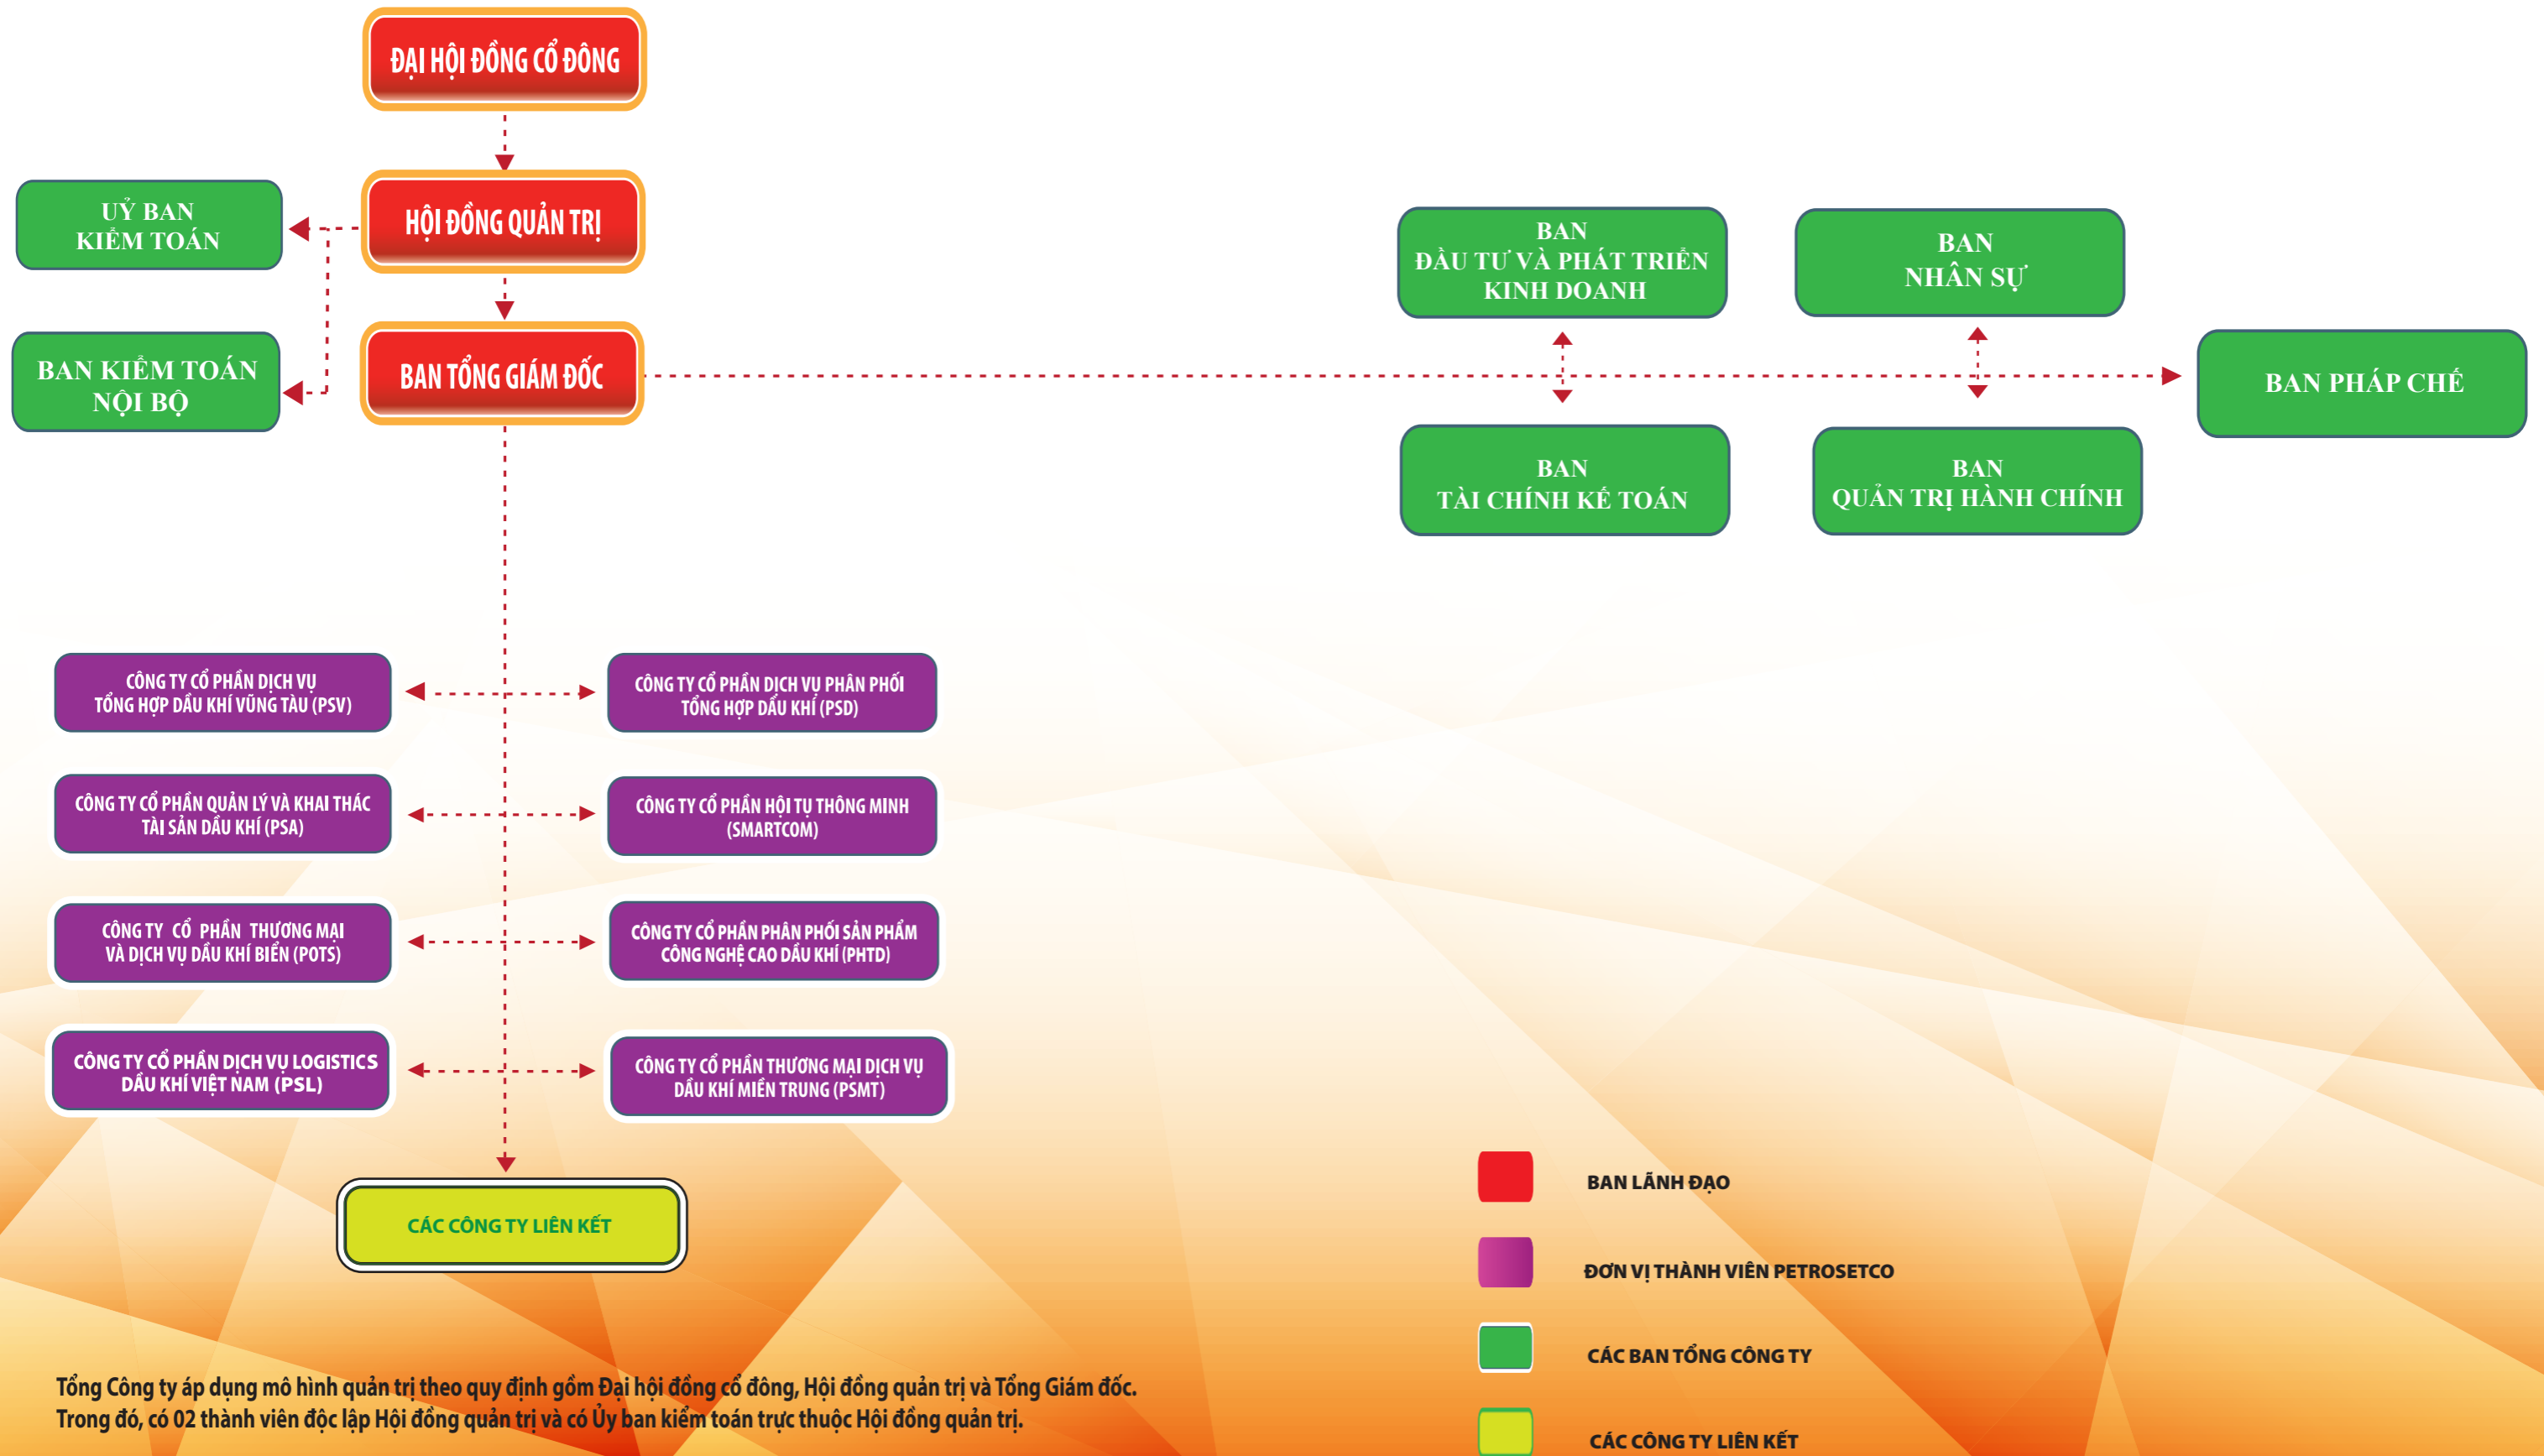 ĐẠI HỘI ĐỒNG CỔ ĐÔNG
UỶ BAN
KIỂM TOÁN
HỘI ĐỒNG QUẢN TRỊ
BAN
ĐẦU TƯ VÀ PHÁT TRIỂN
KINH DOANH
BAN
NHÂN SỰ
BAN KIỂM TOÁN
NỘI BỘ
BAN TỔNG GIÁM ĐỐC
BAN PHÁP CHẾ
BAN
TÀI CHÍNH KẾ TOÁN
BAN
QUẢN TRỊ HÀNH CHÍNH
CÔNG TY CỔ PHẦN DỊCH VỤ
TỔNG HỢP DẦU KHÍ VŨNG TÀU (PSV)
CÔNG TY CỔ PHẦN DỊCH VỤ PHÂN PHỐI
TỔNG HỢP DẦU KHÍ (PSD)
CÔNG TY CỔ PHẦN QUẢN LÝ VÀ KHAI THÁC
TÀI SẢN DẦU KHÍ (PSA)
CÔNG TY CỔ PHẦN HỘI TỤ THÔNG MINH
(SMARTCOM)
CÔNG TY CỔ PHẦN THƯƠNG MẠI
VÀ DỊCH VỤ DẦU KHÍ BIỂN (POTS)
CÔNG TY CỔ PHẦN PHÂN PHỐI SẢN PHẨM
CÔNG NGHỆ CAO DẦU KHÍ (PHTD)
CÔNG TY CỔ PHẦN DỊCH VỤ LOGISTICS
DẦU KHÍ VIỆT NAM (PSL)
CÔNG TY CỔ PHẦN THƯƠNG MẠI DỊCH VỤ
DẦU KHÍ MIỀN TRUNG (PSMT)
CÁC CÔNG TY LIÊN KẾT
BAN LÃNH ĐẠO
ĐƠN VỊ THÀNH VIÊN PETROSETCO
CÁC BAN TỔNG CÔNG TY
CÁC CÔNG TY LIÊN KẾT
Tổng Công ty áp dụng mô hình quản trị theo quy định gồm Đại hội đồng cổ đông, Hội đồng quản trị và Tổng Giám đốc.
Trong đó, có 02 thành viên độc lập Hội đồng quản trị và có Ủy ban kiểm toán trực thuộc Hội đồng quản trị.